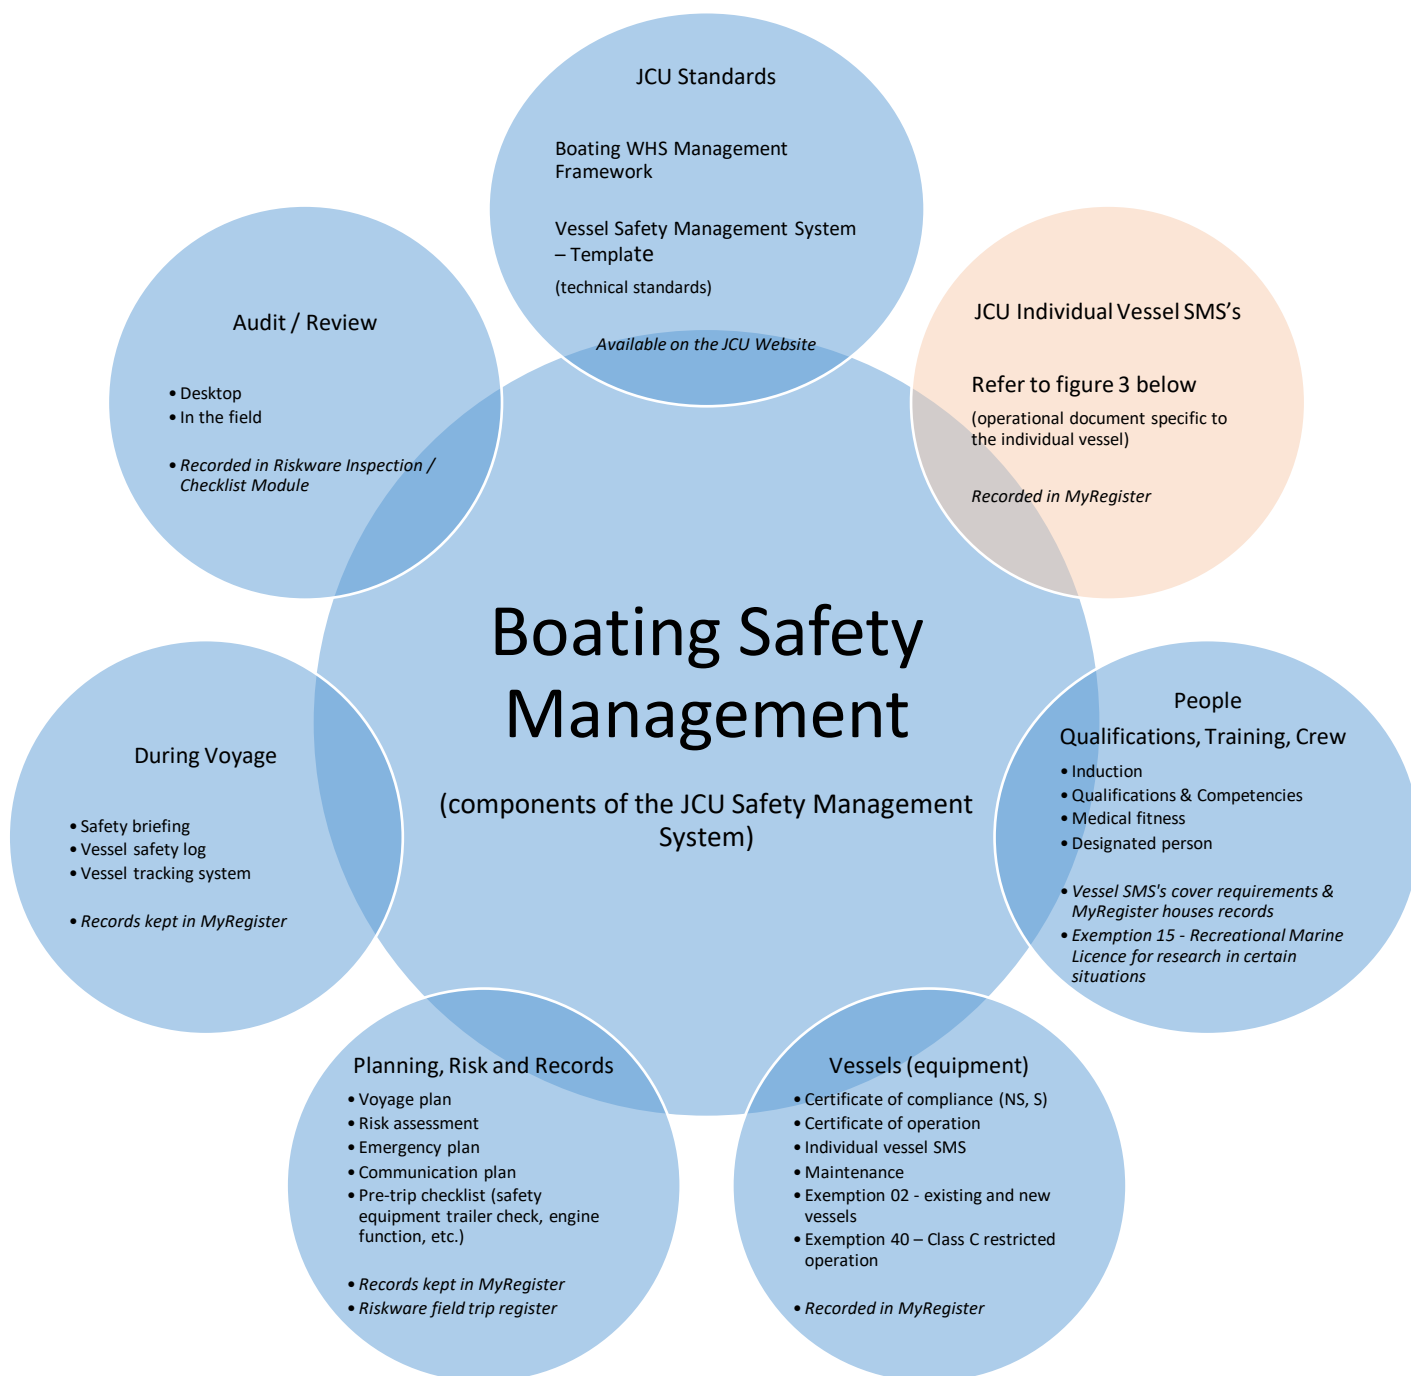 JCU Standards
Boating WHS Management
Framework
Vessel Safety Management System
– Template
(technical standards)
Available on the JCU Website
JCU Individual Vessel SMS’s
Refer to figure 3 below
(operational document specific to
the individual vessel)
Recorded in MyRegister
People
Qualifications, Training, Crew
• Induction
• Qualifications & Competencies
• Medical fitness
• Designated person
• Vessel SMS's cover requirements &
MyRegister houses records
• Exemption 15 - Recreational Marine
Licence for research in certain
situations
Vessels (equipment)
• Certificate of compliance (NS, S)
• Certificate of operation
• Individual vessel SMS
• Maintenance
• Exemption 02 - existing and new
vessels
• Exemption 40 – Class C restricted
operation
• Recorded in MyRegister
Planning, Risk and Records
• Voyage plan
• Risk assessment
• Emergency plan
• Communication plan
• Pre-trip checklist (safety
equipment trailer check, engine
function, etc.)
• Records kept in MyRegister
• Riskware field trip register
During Voyage
• Safety briefing
• Vessel safety log
• Vessel tracking system
• Records kept in MyRegister
Audit / Review
• Desktop
• In the field
• Recorded in Riskware Inspection /
Checklist Module
Boating Safety
Management
(components of the JCU Safety Management
System)